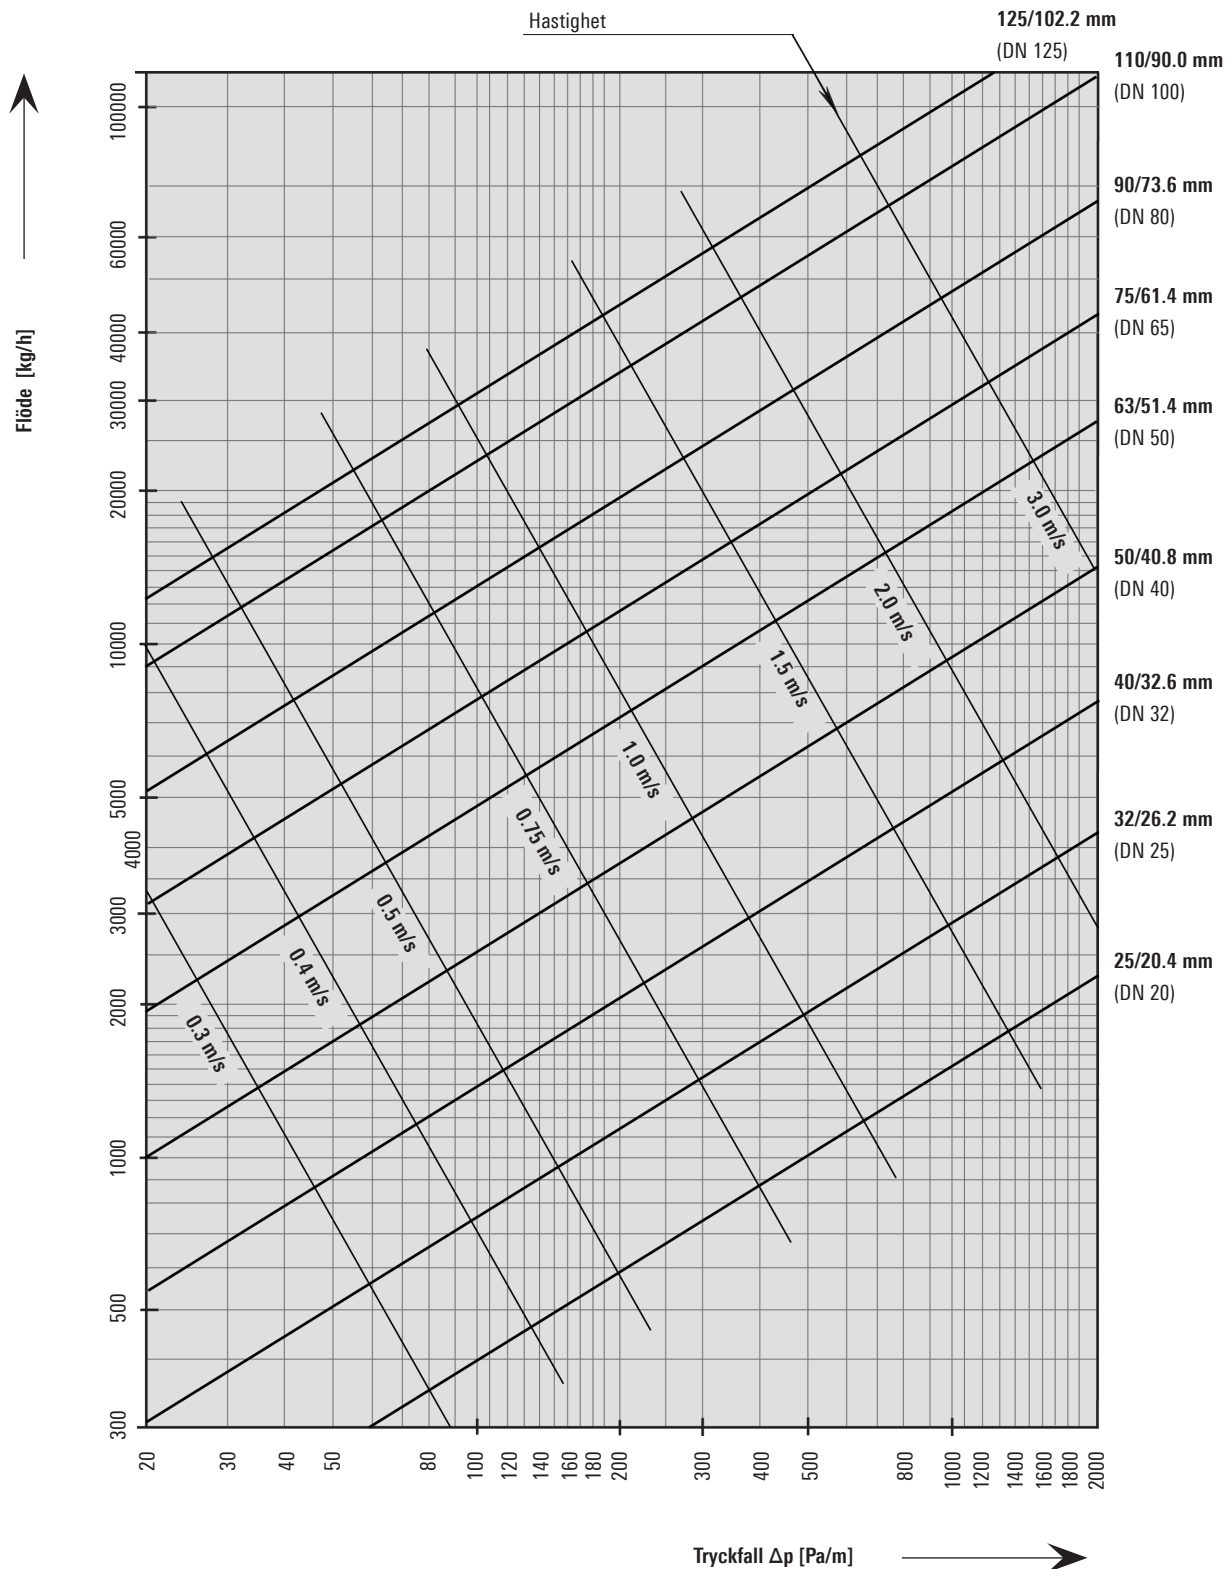 Hastighet
125/102.2 mm
(DN 125)
110/90.0 mm
(DN 100)
90/73.6 mm
(DN 80)
75/61.4 mm
(DN 65)
63/51.4 mm
(DN 50)
50/40.8 mm
(DN 40)
40/32.6 mm
(DN 32)
32/26.2 mm
(DN 25)
25/20.4 mm
(DN 20)
Flöde [kg/h]
100000
60000
40000
30000
20000
10000
5000
4000
3000
2000
1000
500
300
3.0 m/s
2.0 m/s
1.5 m/s
1.0 m/s
0.75 m/s
0.5 m/s
0.4 m/s
0.3 m/s
20 30 40 50 80 100 120 140 160 180 200 300 400 500 800 1000 1200 1400 1600 1800 2000
Tryckfall Δp [Pa/m]